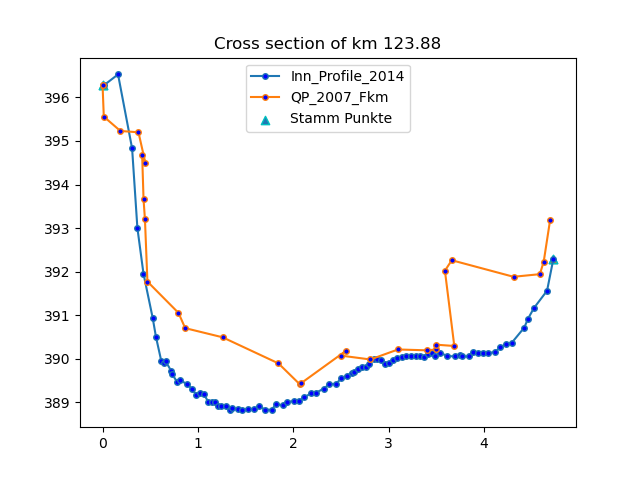 Cross section of km 123.88
Inn_Profile_2014
QP_2007_Fkm
Stamm Punkte
396
395
394
393
392
391
390
389
0 1 2 3 4